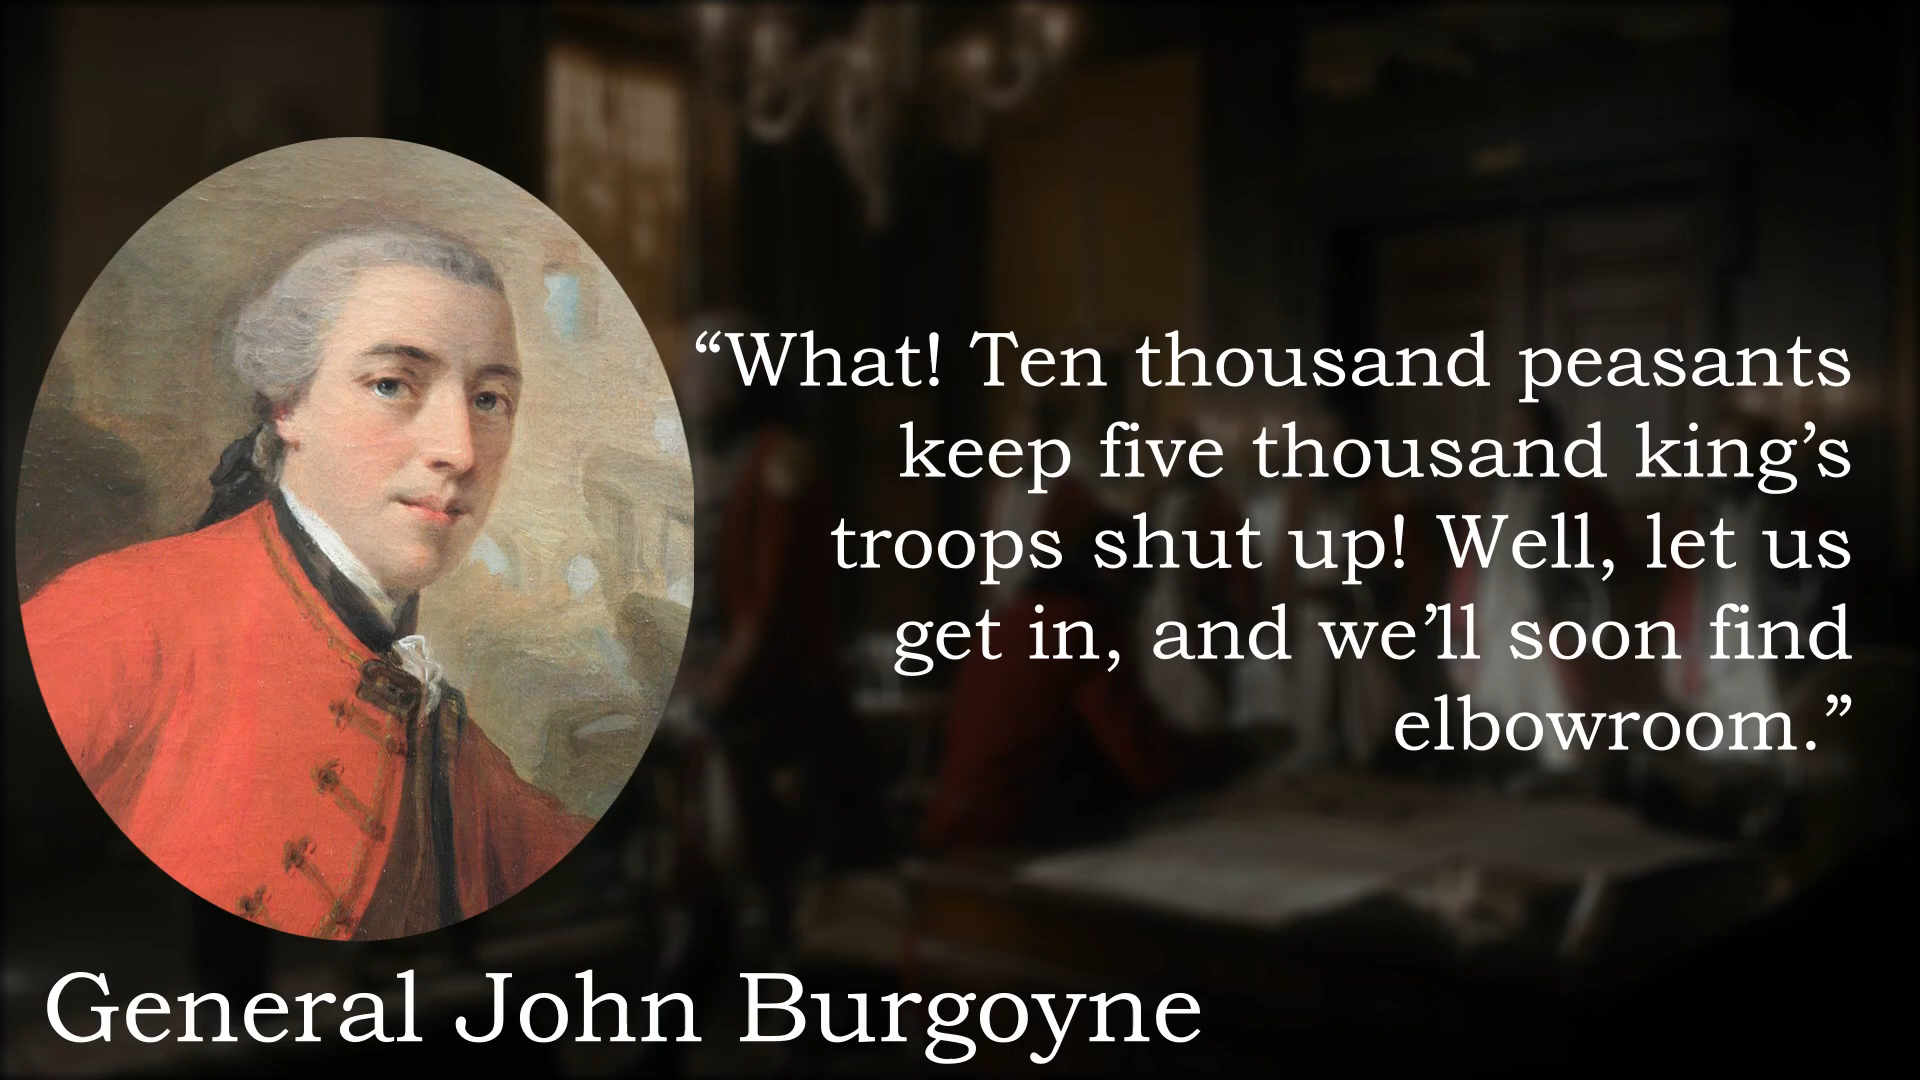 “What! Ten thousand peasants
keep five thousand king’s
troops shut up! Well, let us
get in, and we’ll soon find
elbowroom.”
General John Burgoyne